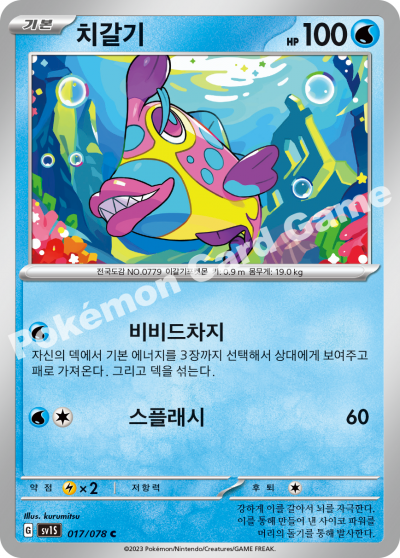 기본 치갈기 HP 100
전국도감 NO.0779 이갈기포켓몬 키: 0.9 m 몸무게: 19.0 kg
비비드차지
자신의 덱에서 기본 에너지를 3장까지 선택해서 상대에게 보여주고
패로 가져온다. 그리고 덱을 섞는다.
스플래시 60
약점 ×2 저항력 후퇴
Illus. kurumitsu
G sv1S 017/078 C
강하게 이를 갈아서 뇌를 자극한다.
이를 통해 만들어 낸 사이코 파워를
머리의 돌기를 통해 발사한다.
©2023 Pokémon/Nintendo/Creatures/GAME FREAK.
Pokémon Card Game